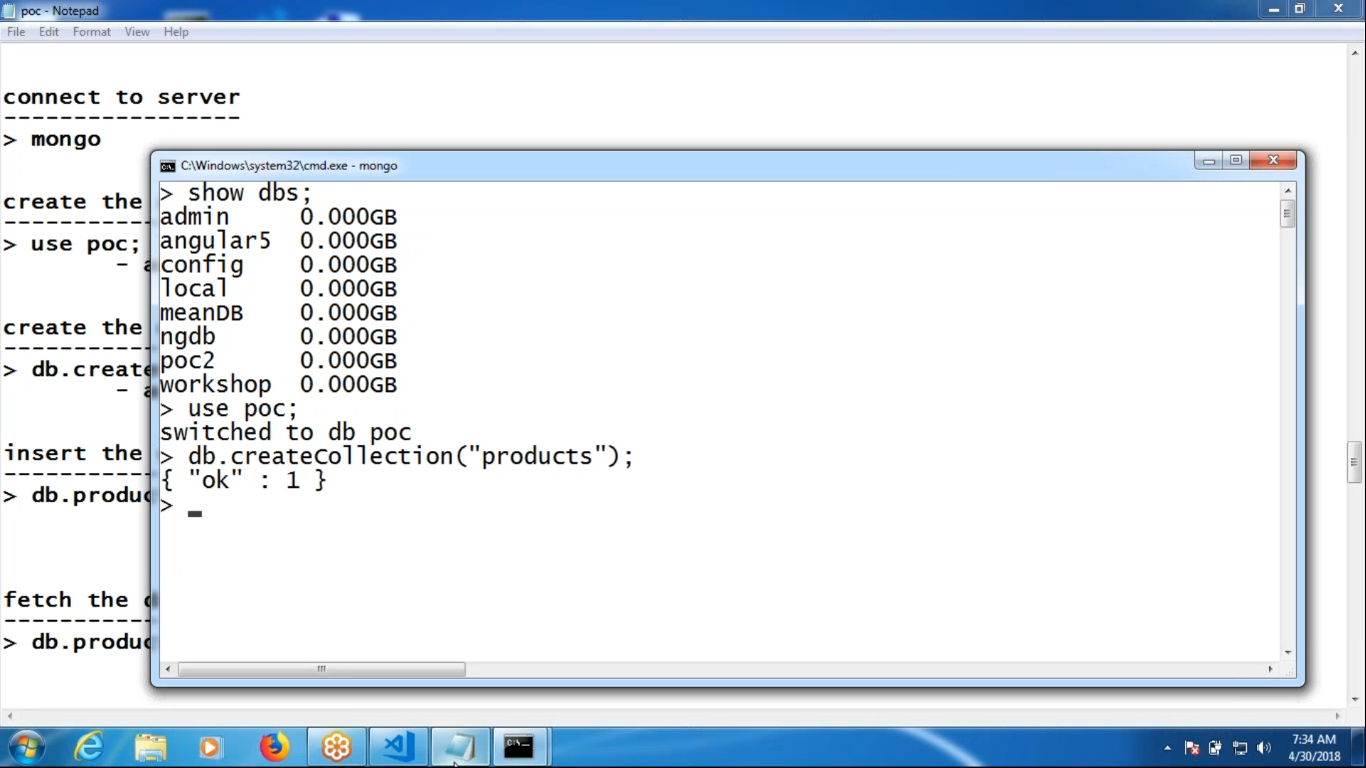 poc - Notepad
File Edit Format View Help
connect to server
-----------------
> mongo
create the
> use poc;
-
create the
> db.create
-
insert the
> db.produc
fetch the
> db.produc
C:\Windows\system32\cmd.exe - mongo
> show dbs;
admin 0.000GB
angular5 0.000GB
config 0.000GB
local 0.000GB
meanDB 0.000GB
ngdb 0.000GB
poc2 0.000GB
workshop 0.000GB
> use poc;
switched to db poc
> db.createCollection("products");
{ "ok" : 1 }
> _
C:\_
7:34 AM
4/30/2018